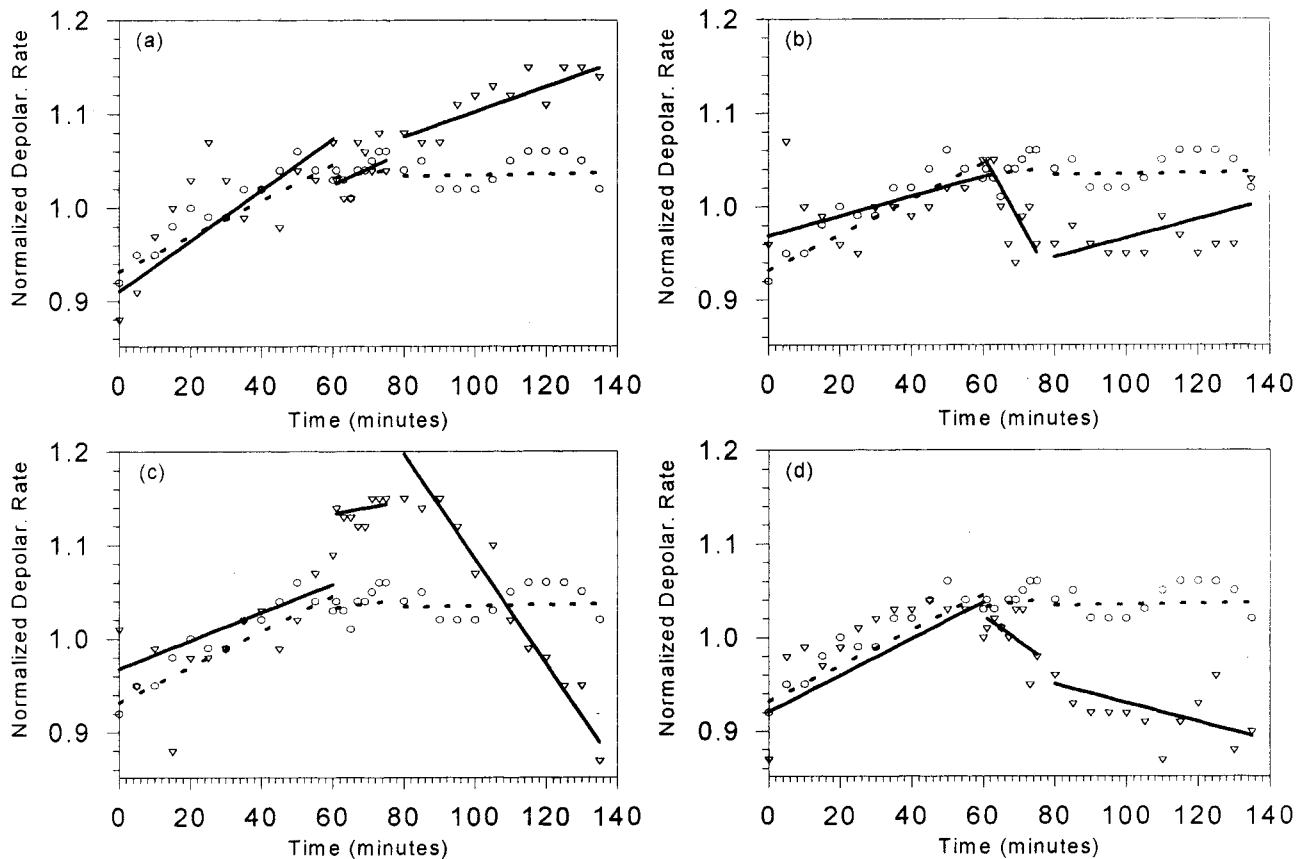 (a)
Normalized Depolar. Rate
1.2
1.1
1.0
0.9
0 20 40 60 80 100 120 140
Time (minutes)
(b)
Normalized Depolar. Rate
1.2
1.1
1.0
0.9
0 20 40 60 80 100 120 140
Time (minutes)
(c)
Normalized Depolar. Rate
1.2
1.1
1.0
0.9
0 20 40 60 80 100 120 140
Time (minutes)
(d)
Normalized Depolar. Rate
1.2
1.1
1.0
0.9
0 20 40 60 80 100 120 140
Time (minutes)